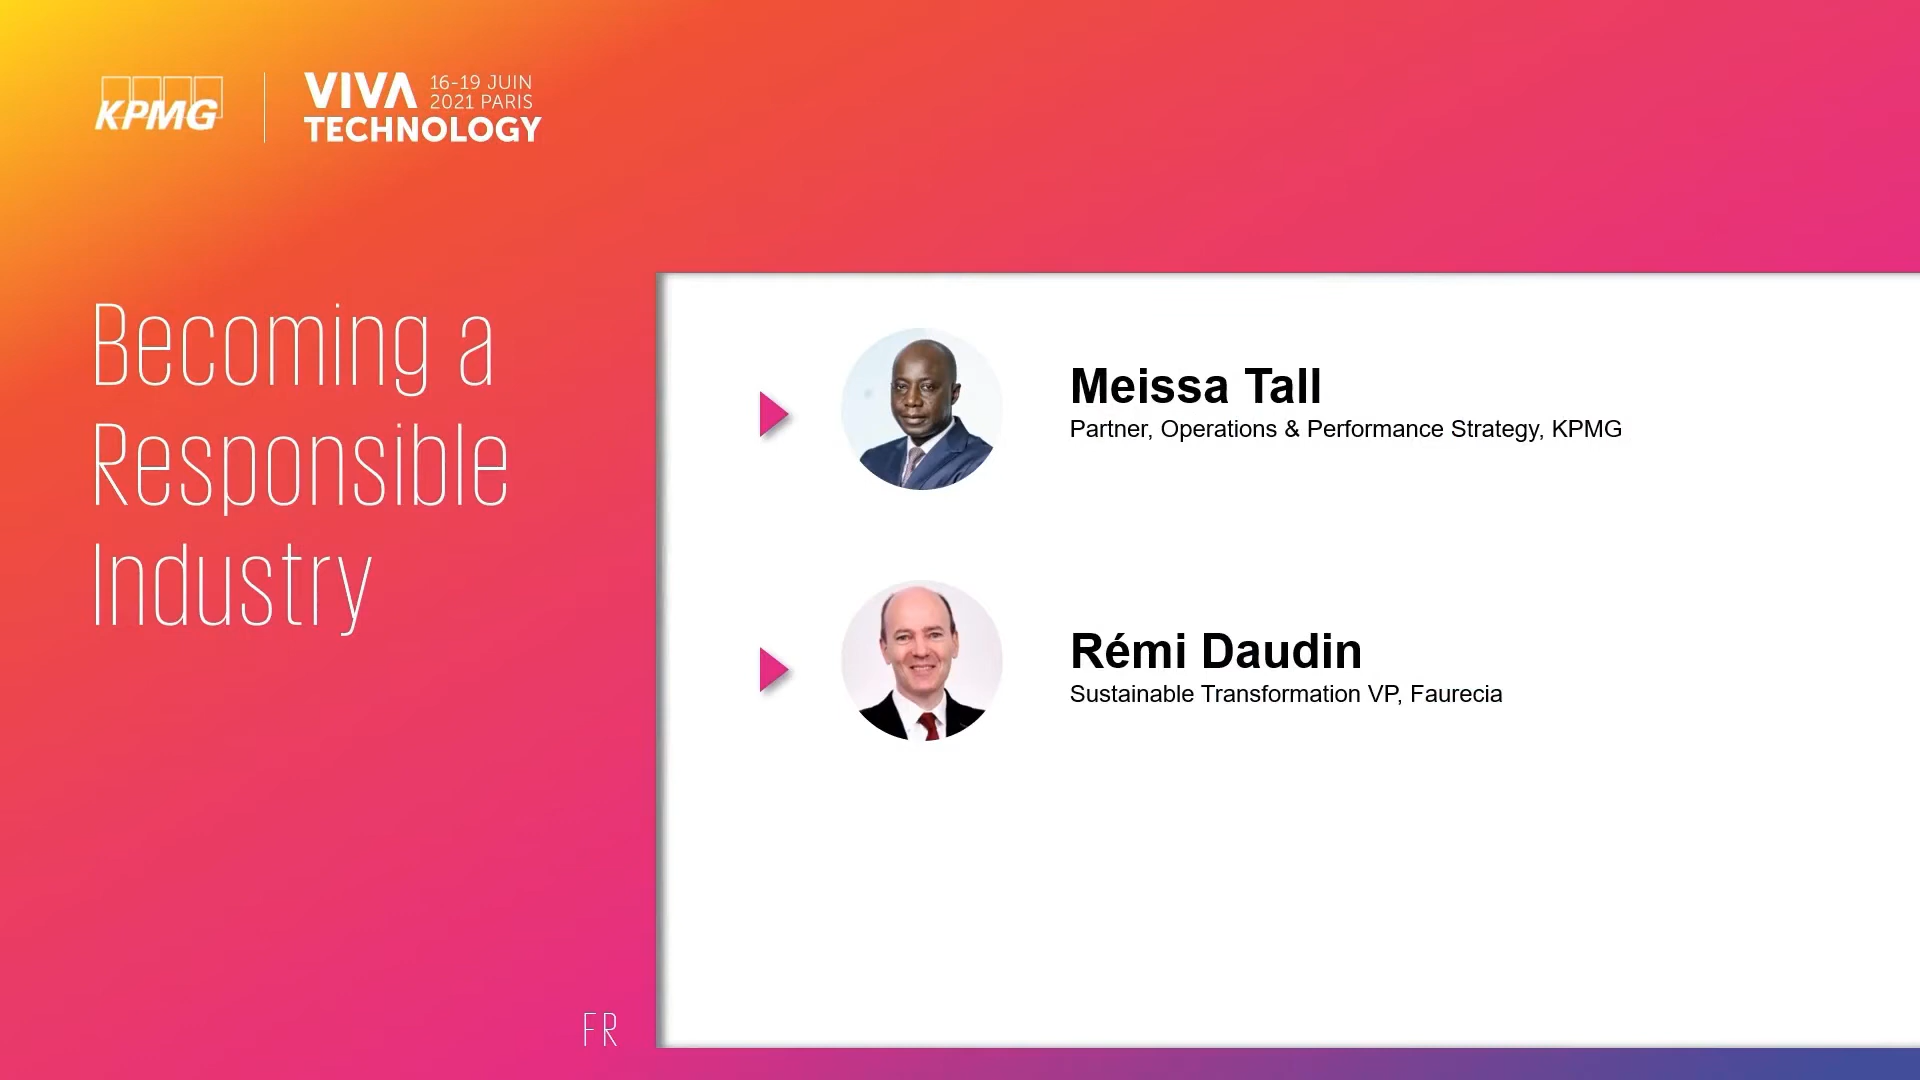 KPMG
VIVA 16-19 JUIN
2021 PARIS
TECHNOLOGY
Becoming a
Responsible
Industry
Meissa Tall
Partner, Operations & Performance Strategy, KPMG
Rémi Daudin
Sustainable Transformation VP, Faurecia
FR